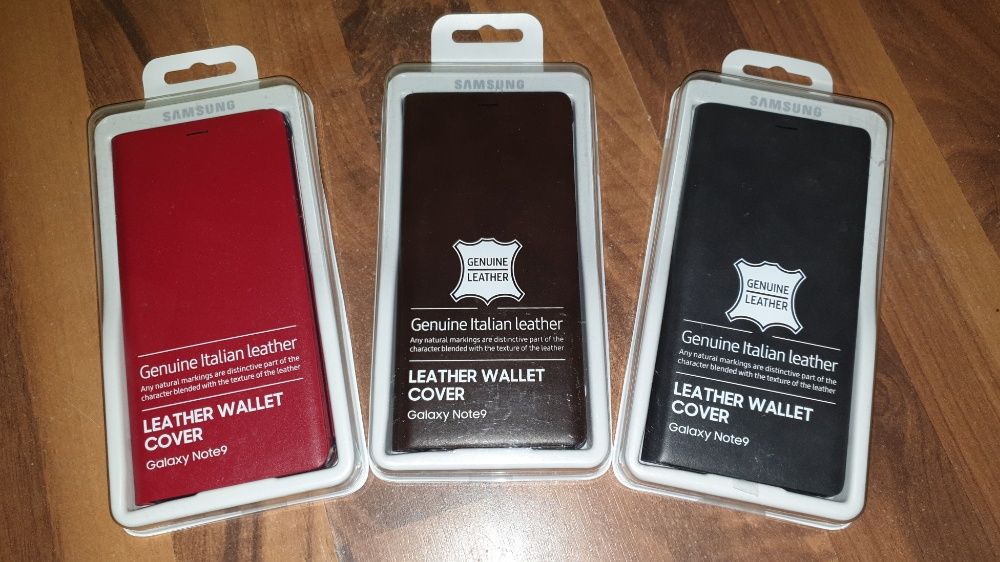 SAMSUNG
Genuine Italian leather
Any natural markings are distinctive part of the
character blended with the texture of the leather
LEATHER WALLET
COVER
Galaxy Note9
SAMSUNG
GENUINE
LEATHER
Genuine Italian leather
Any natural markings are distinctive part of the
character blended with the texture of the leather
LEATHER WALLET
COVER
Galaxy Note9
SAMSUNG
GENUINE
LEATHER
Genuine Italian leather
Any natural markings are distinctive part of the
character blended with the texture of the leather
LEATHER WALLET
COVER
Galaxy Note9